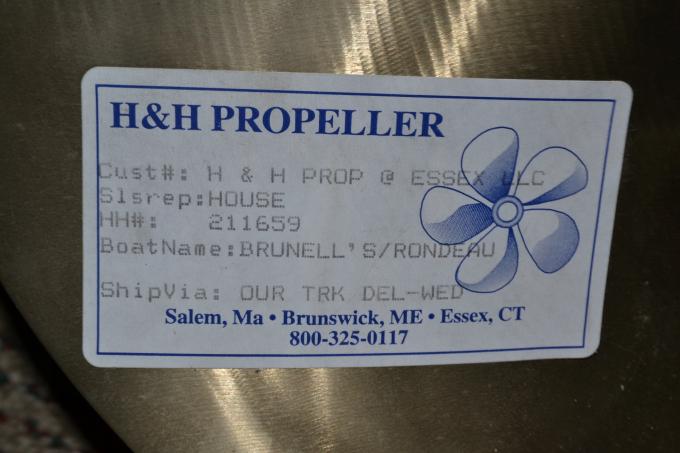 H&H PROPELLER
Cust#: H & H PROP @ ESSEX LLC
Slsrep:HOUSE
HH#: 211659
BoatName:BRUNELL'S/RONDEAU
ShipVia: OUR TRK DEL-WED
Salem, Ma • Brunswick, ME • Essex, CT
800-325-0117